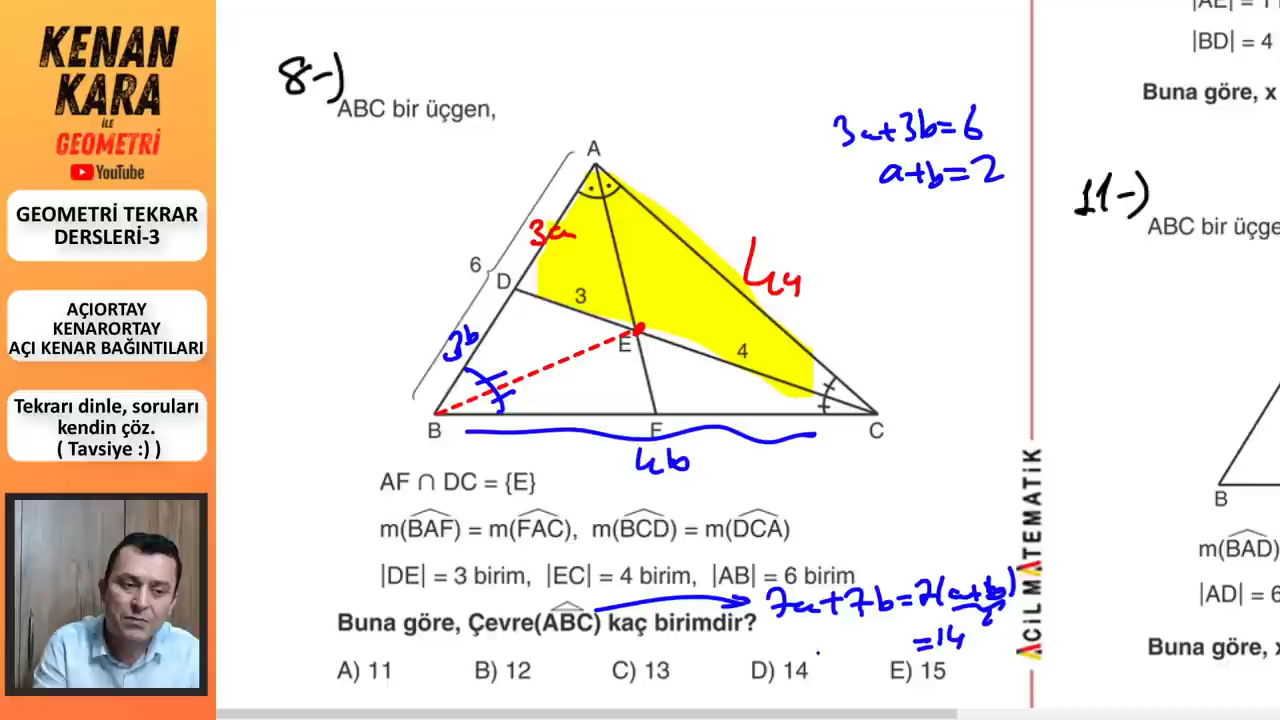 KENAN
KARA
İLE
GEOMETRİ
YouTube
GEOMETRİ TEKRAR
DERSLERİ-3
AÇIORTAY
KENARORTAY
AÇI KENAR BAĞINTILARI
Tekrarı dinle, soruları
kendin çöz.
( Tavsiye :) )
8-)
ABC bir üçgen,
3a+3b=6
a+b=2
A
3a
6
D
3
4a
3b
E
4
B
F
C
4b
AF ∩ DC = {E}
m(BAF) = m(FAC), m(BCD) = m(DCA)
|DE| = 3 birim, |EC| = 4 birim, |AB| = 6 birim
7a+7b=7(a+b)
2
=14
Buna göre, Çevre(ABC) kaç birimdir?
A) 11 B) 12 C) 13 D) 14 E) 15
ACİL MATEMATİK
|BD| = 4
Buna göre, x
11-)
ABC bir üçge
B
m(BAD)
|AD| = 6
Buna göre, x